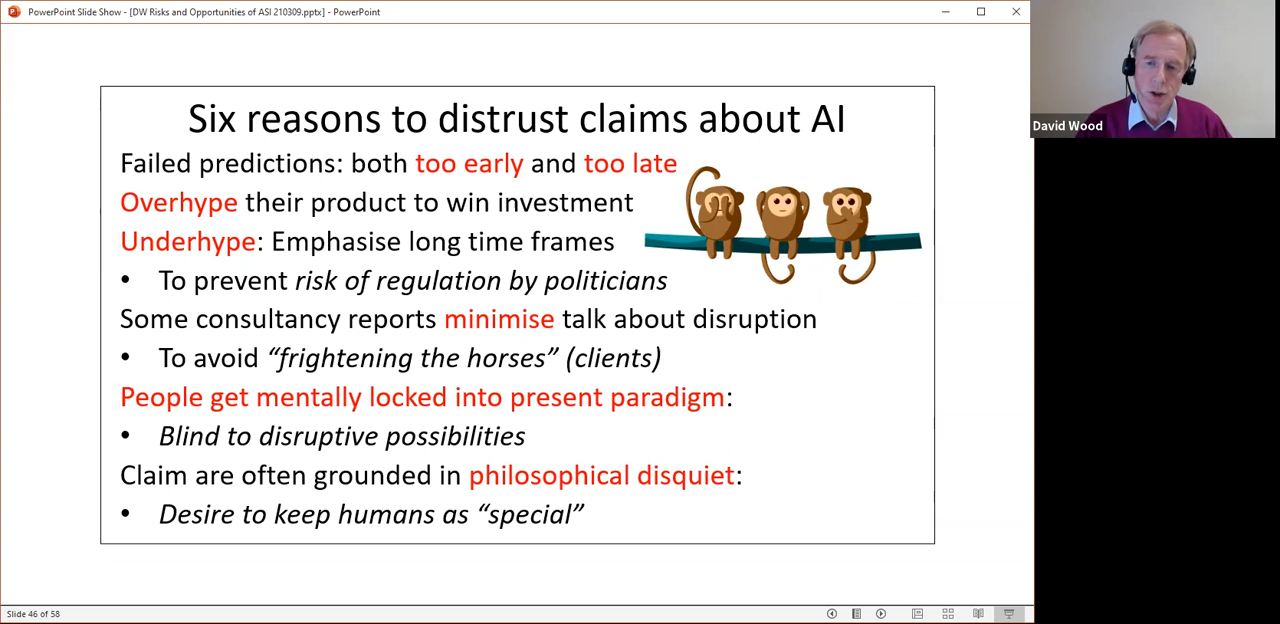 PowerPoint Slide Show - [DW Risks and Opportunities of ASI 210309.pptx] - PowerPoint
David Wood
Six reasons to distrust claims about AI
Failed predictions: both too early and too late
Overhype their product to win investment
Underhype: Emphasise long time frames
• To prevent risk of regulation by politicians
Some consultancy reports minimise talk about disruption
• To avoid “frightening the horses” (clients)
People get mentally locked into present paradigm:
• Blind to disruptive possibilities
Claim are often grounded in philosophical disquiet:
• Desire to keep humans as “special”
Slide 46 of 58